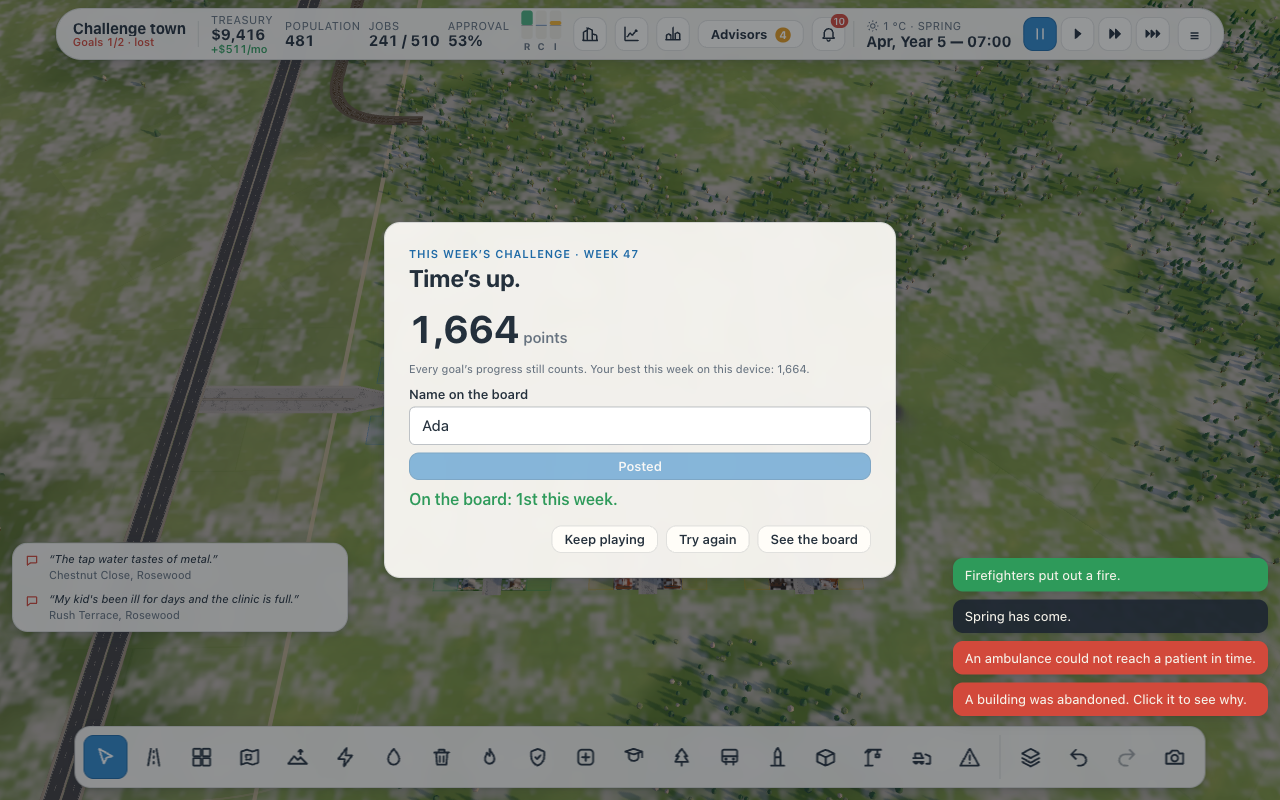 Challenge town
Goals 1/2 · lost
TREASURY
$9,416
+$511/mo
POPULATION
481
JOBS
241 / 510
APPROVAL
53%
R C I
Advisors 4
10
1 °C · SPRING
Apr, Year 5 — 07:00
THIS WEEK'S CHALLENGE · WEEK 47
Time's up.
1,664 points
Every goal's progress still counts. Your best this week on this device: 1,664.
Name on the board
Ada
Posted
On the board: 1st this week.
Keep playing
Try again
See the board
“The tap water tastes of metal.”
Chestnut Close, Rosewood
“My kid's been ill for days and the clinic is full.”
Rush Terrace, Rosewood
Firefighters put out a fire.
Spring has come.
An ambulance could not reach a patient in time.
A building was abandoned. Click it to see why.